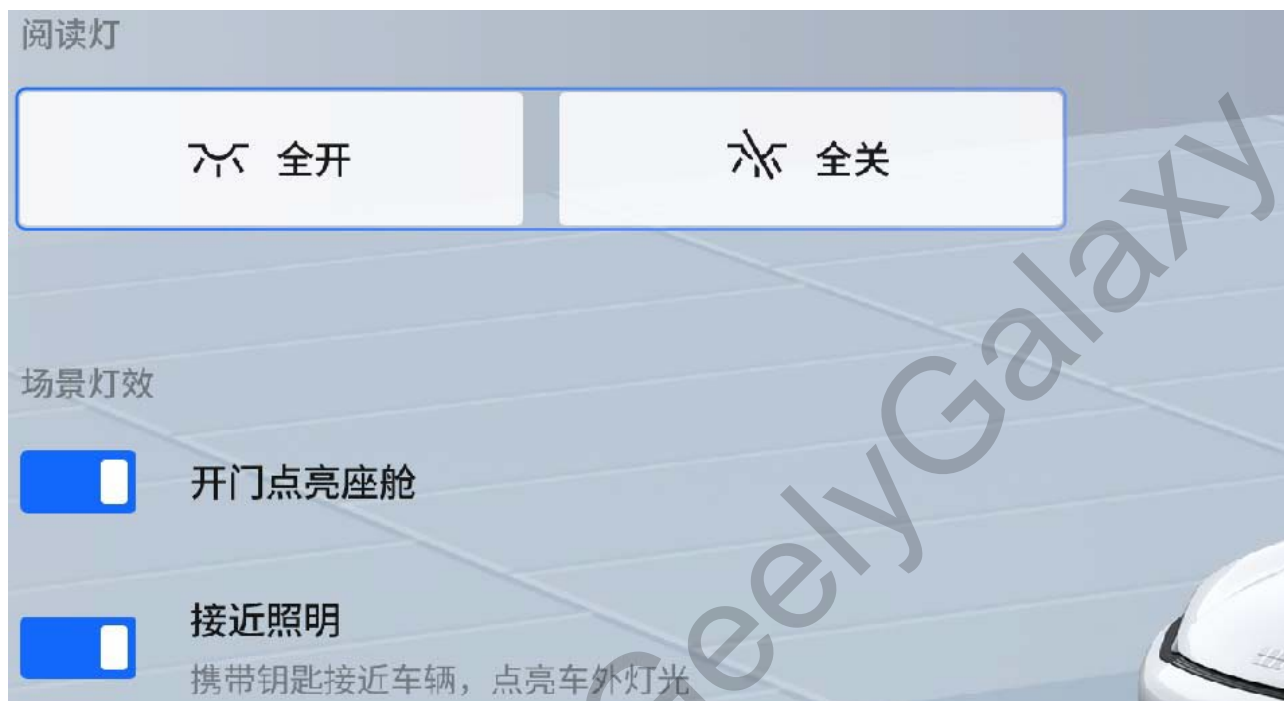 阅读灯
全开 全关
场景灯效
开门点亮座舱
接近照明
携带钥匙接近车辆，点亮车外灯光
GeelyGalaxy